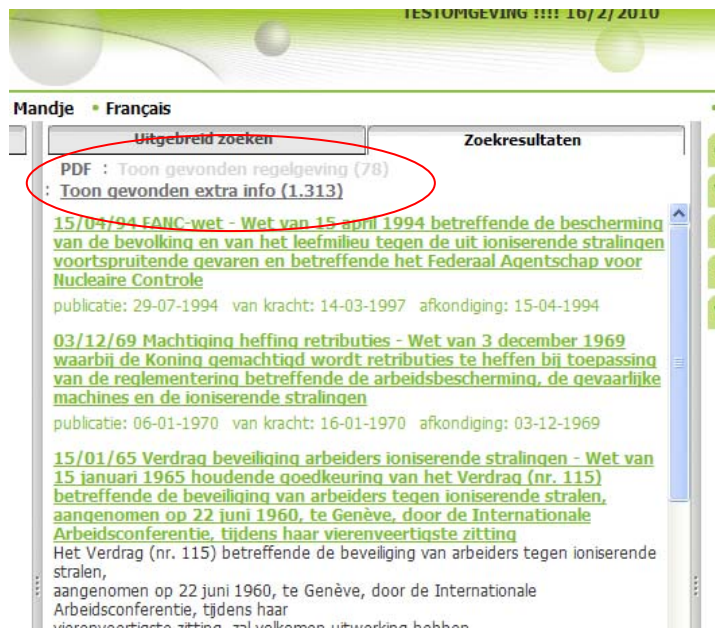 TESTOMGEVING !!!! 16/2/2010
Mandje • Français
Uitgebreid zoeken Zoekresultaten
PDF : Toon gevonden regelgeving (78)
: Toon gevonden extra info (1.313)
15/04/94 FANC-wet - Wet van 15 april 1994 betreffende de bescherming
van de bevolking en van het leefmilieu tegen de uit ioniserende stralingen
voortspruitende gevaren en betreffende het Federaal Agentschap voor
Nucleaire Controle
publicatie: 29-07-1994 van kracht: 14-03-1997 afkondiging: 15-04-1994
03/12/69 Machtiging heffing retributies - Wet van 3 december 1969
waarbij de Koning gemachtigd wordt retributies te heffen bij toepassing
van de reglementering betreffende de arbeidsbescherming, de gevaarlijke
machines en de ioniserende stralingen
publicatie: 06-01-1970 van kracht: 16-01-1970 afkondiging: 03-12-1969
15/01/65 Verdrag beveiliging arbeiders ioniserende stralingen - Wet van
15 januari 1965 houdende goedkeuring van het Verdrag (nr. 115)
betreffende de beveiliging van arbeiders tegen ioniserende stralen,
aangenomen op 22 juni 1960, te Genève, door de Internationale
Arbeidsconferentie, tijdens haar vierenveertigste zitting
Het Verdrag (nr. 115) betreffende de beveiliging van arbeiders tegen ioniserende
stralen,
aangenomen op 22 juni 1960, te Genève, door de Internationale
Arbeidsconferentie, tijdens haar
vierenveertigste zitting, zal volkomen uitwerking hebben